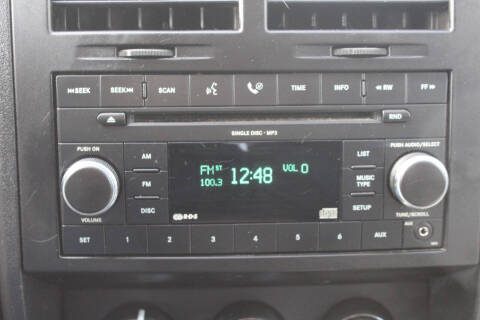 ⏮SEEK SEEK⏭ SCAN TIME INFO ◀◀ RW FF ▶▶
RND
SINGLE DISC - MP3
PUSH ON
AM
FM
DISC
VOLUME
FM ST 12:48 VOL 0
100.3
RDS
LIST
MUSIC TYPE
SETUP
PUSH AUDIO/SELECT
TUNE/SCROLL
SET 1 2 3 4 5 6 AUX